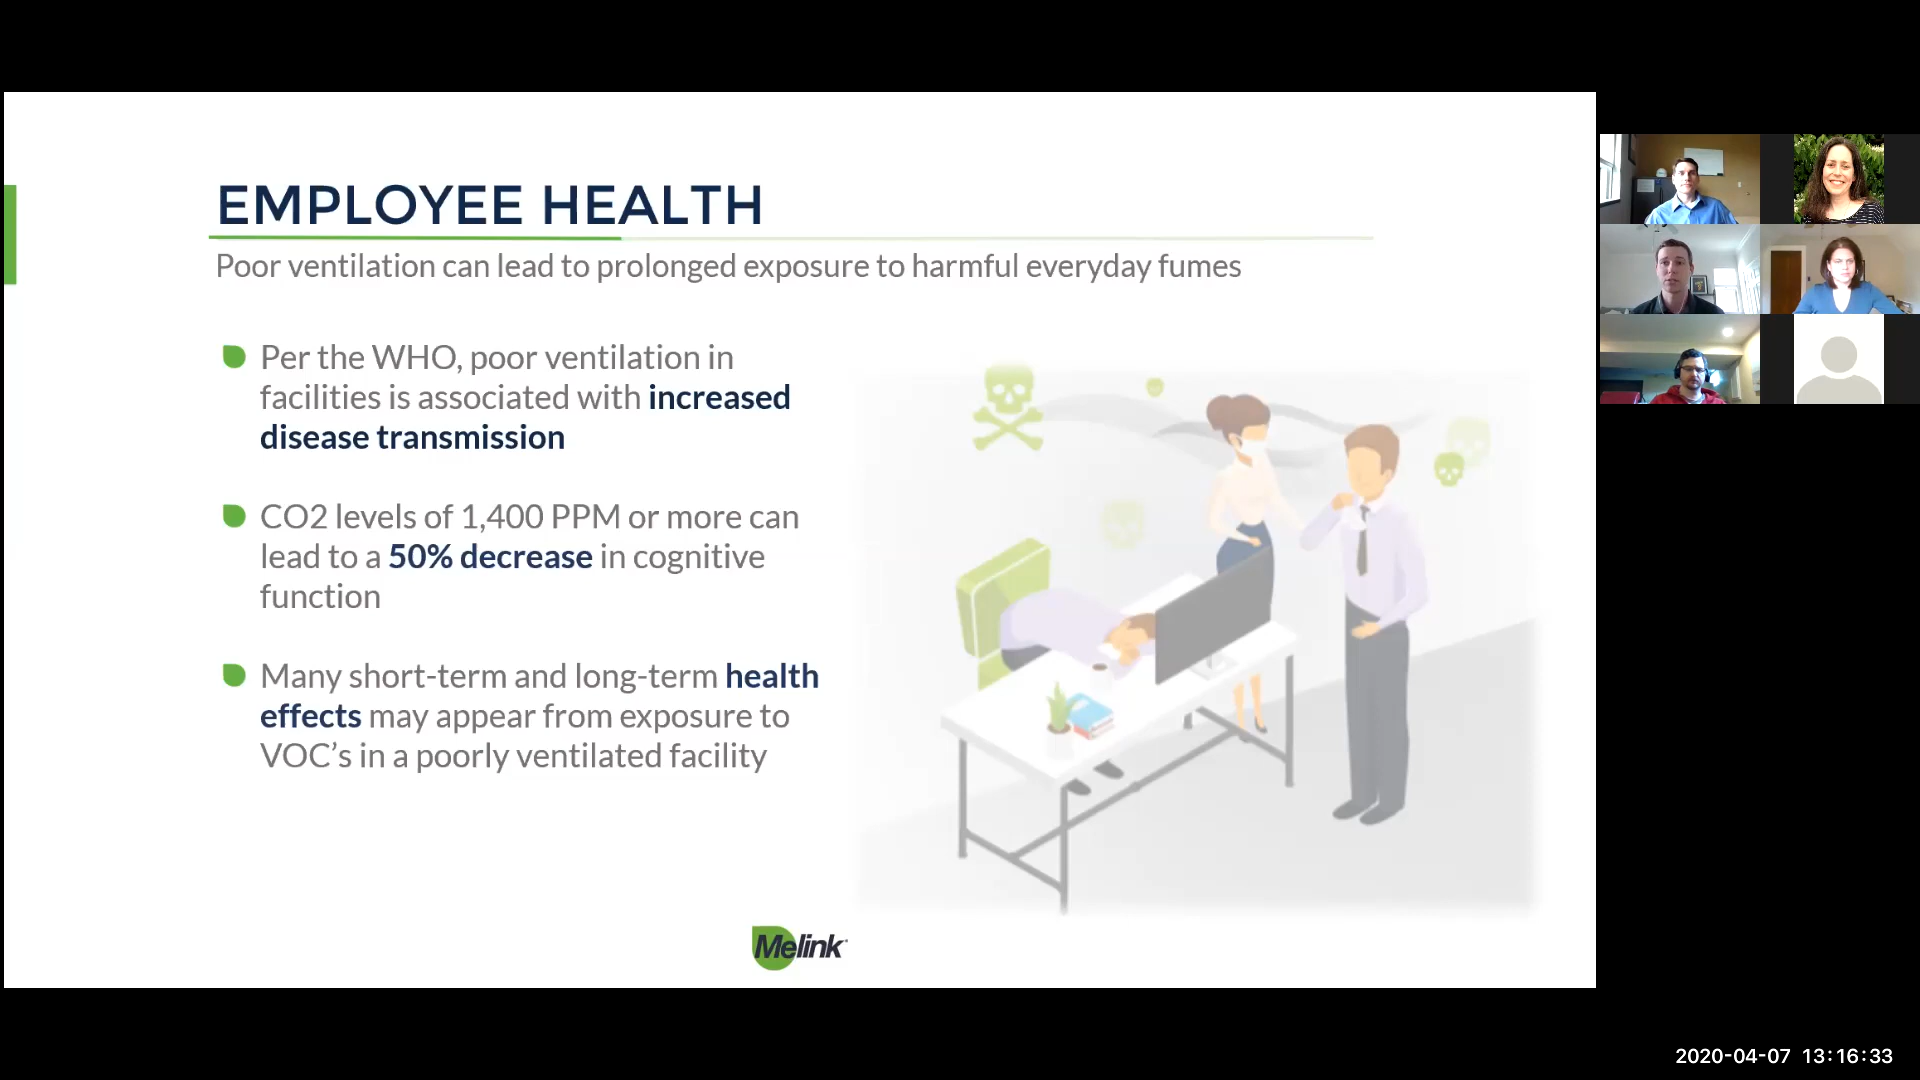 EMPLOYEE HEALTH
Poor ventilation can lead to prolonged exposure to harmful everyday fumes
Per the WHO, poor ventilation in
facilities is associated with increased
disease transmission
CO2 levels of 1,400 PPM or more can
lead to a 50% decrease in cognitive
function
Many short-term and long-term health
effects may appear from exposure to
VOC’s in a poorly ventilated facility
Melink
2020-04-07 13:16:33